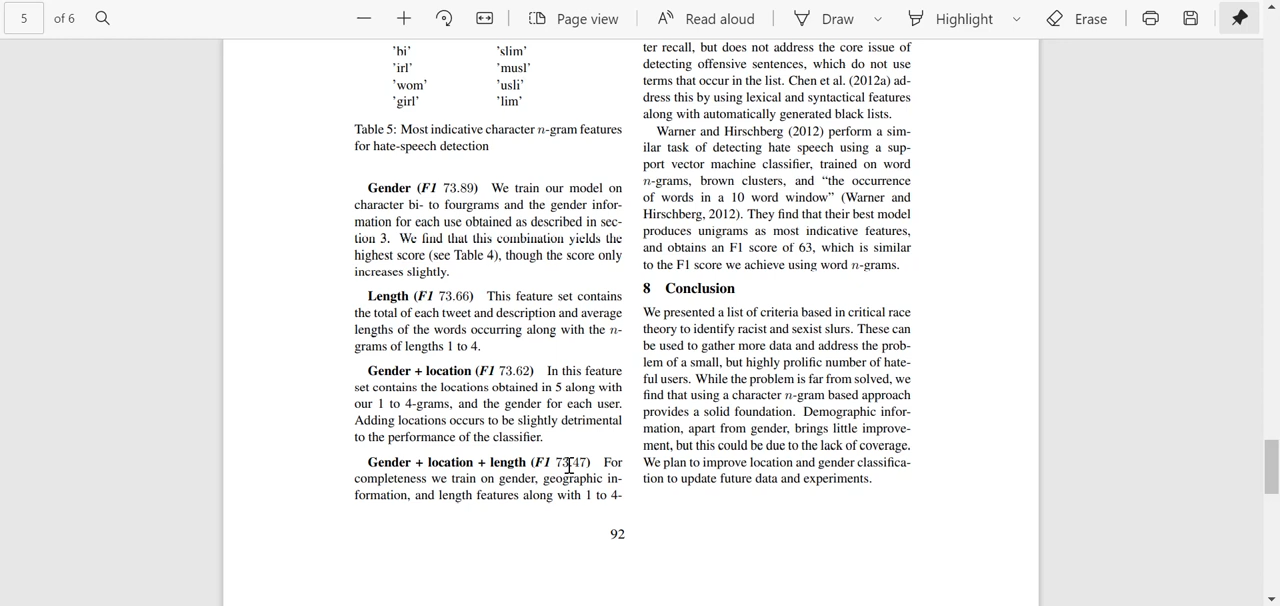 5 of 6 Page view Read aloud Draw Highlight Erase
'bi' 'slim'
'irl' 'musl'
'wom' 'usli'
'girl' 'lim'
Table 5: Most indicative character n-gram features
for hate-speech detection
Gender (F1 73.89) We train our model on
character bi- to fourgrams and the gender infor-
mation for each use obtained as described in sec-
tion 3. We find that this combination yields the
highest score (see Table 4), though the score only
increases slightly.
Length (F1 73.66) This feature set contains
the total of each tweet and description and average
lengths of the words occurring along with the n-
grams of lengths 1 to 4.
Gender + location (F1 73.62) In this feature
set contains the locations obtained in 5 along with
our 1 to 4-grams, and the gender for each user.
Adding locations occurs to be slightly detrimental
to the performance of the classifier.
Gender + location + length (F1 73.47) For
completeness we train on gender, geographic in-
formation, and length features along with 1 to 4-
ter recall, but does not address the core issue of
detecting offensive sentences, which do not use
terms that occur in the list. Chen et al. (2012a) ad-
dress this by using lexical and syntactical features
along with automatically generated black lists.
Warner and Hirschberg (2012) perform a sim-
ilar task of detecting hate speech using a sup-
port vector machine classifier, trained on word
n-grams, brown clusters, and “the occurrence
of words in a 10 word window” (Warner and
Hirschberg, 2012). They find that their best model
produces unigrams as most indicative features,
and obtains an F1 score of 63, which is similar
to the F1 score we achieve using word n-grams.
8 Conclusion
We presented a list of criteria based in critical race
theory to identify racist and sexist slurs. These can
be used to gather more data and address the prob-
lem of a small, but highly prolific number of hate-
ful users. While the problem is far from solved, we
find that using a character n-gram based approach
provides a solid foundation. Demographic infor-
mation, apart from gender, brings little improve-
ment, but this could be due to the lack of coverage.
We plan to improve location and gender classifica-
tion to update future data and experiments.
92